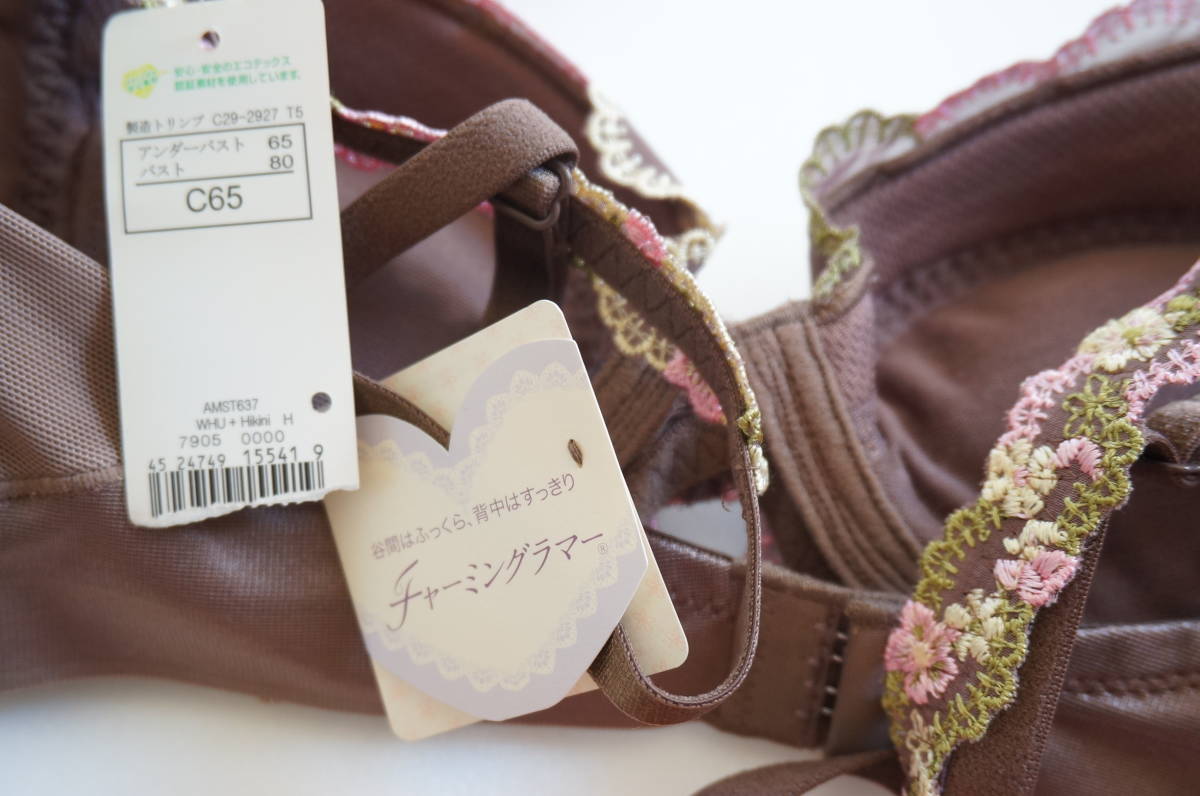 安心・安全のエコテックス
認証素材を使用しています。
製造トリンプ C29-2927 T5
アンダーバスト 65
バスト 80
C65
AMST637
WHU + Hikini H
7905 0000
45 24749 15541 9
谷間はふっくら、背中はすっきり
チャーミングラマー®